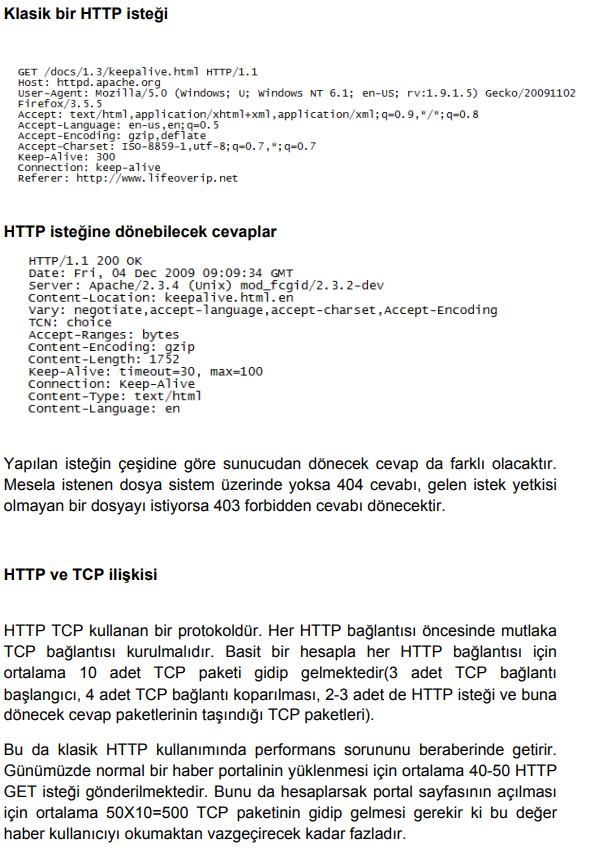 Klasik bir HTTP isteği
GET /docs/1.3/keepalive.html HTTP/1.1
Host: httpd.apache.org
User-Agent: Mozilla/5.0 (Windows; U; Windows NT 6.1; en-US; rv:1.9.1.5) Gecko/20091102
Firefox/3.5.5
Accept: text/html,application/xhtml+xml,application/xml;q=0.9,*/*;q=0.8
Accept-Language: en-us,en;q=0.5
Accept-Encoding: gzip,deflate
Accept-Charset: ISO-8859-1,utf-8;q=0.7,*;q=0.7
Keep-Alive: 300
Connection: keep-alive
Referer: http://www.lifeoverip.net
HTTP isteğine dönebilecek cevaplar
HTTP/1.1 200 OK
Date: Fri, 04 Dec 2009 09:09:34 GMT
Server: Apache/2.3.4 (Unix) mod_fcgid/2.3.2-dev
Content-Location: keepalive.html.en
Vary: negotiate,accept-language,accept-charset,Accept-Encoding
TCN: choice
Accept-Ranges: bytes
Content-Encoding: gzip
Content-Length: 1752
Keep-Alive: timeout=30, max=100
Connection: Keep-Alive
Content-Type: text/html
Content-Language: en
Yapılan isteğin çeşidine göre sunucudan dönecek cevap da farklı olacaktır.
Mesela istenen dosya sistem üzerinde yoksa 404 cevabı, gelen istek yetkisi
olmayan bir dosyayı istiyorsa 403 forbidden cevabı dönecektir.
HTTP ve TCP ilişkisi
HTTP TCP kullanan bir protokoldür. Her HTTP bağlantısı öncesinde mutlaka
TCP bağlantısı kurulmalıdır. Basit bir hesapla her HTTP bağlantısı için
ortalama 10 adet TCP paketi gidip gelmektedir(3 adet TCP bağlantı
başlangıcı, 4 adet TCP bağlantı koparılması, 2-3 adet de HTTP isteği ve buna
dönecek cevap paketlerinin taşındığı TCP paketleri).
Bu da klasik HTTP kullanımında performans sorununu beraberinde getirir.
Günümüzde normal bir haber portalinin yüklenmesi için ortalama 40-50 HTTP
GET isteği gönderilmektedir. Bunu da hesaplarsak portal sayfasının açılması
için ortalama 50X10=500 TCP paketinin gidip gelmesi gerekir ki bu değer
haber kullanıcıyı okumaktan vazgeçirecek kadar fazladır.